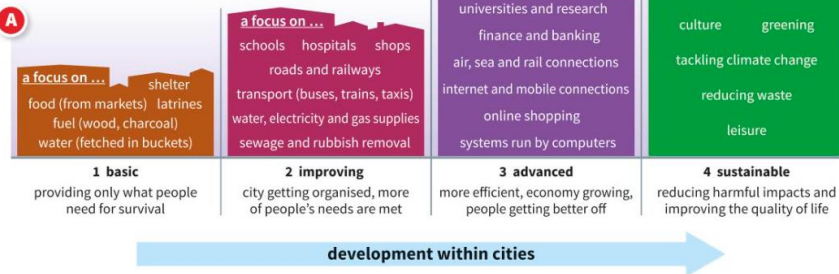 A
a focus on ...
shelter
food (from markets) latrines
fuel (wood, charcoal)
water (fetched in buckets)
a focus on ...
schools hospitals shops
roads and railways
transport (buses, trains, taxis)
water, electricity and gas supplies
sewage and rubbish removal
universities and research
finance and banking
air, sea and rail connections
internet and mobile connections
online shopping
systems run by computers
culture greening
tackling climate change
reducing waste
leisure
1 basic
providing only what people
need for survival
2 improving
city getting organised, more
of people's needs are met
3 advanced
more efficient, economy growing,
people getting better off
4 sustainable
reducing harmful impacts and
improving the quality of life
development within cities